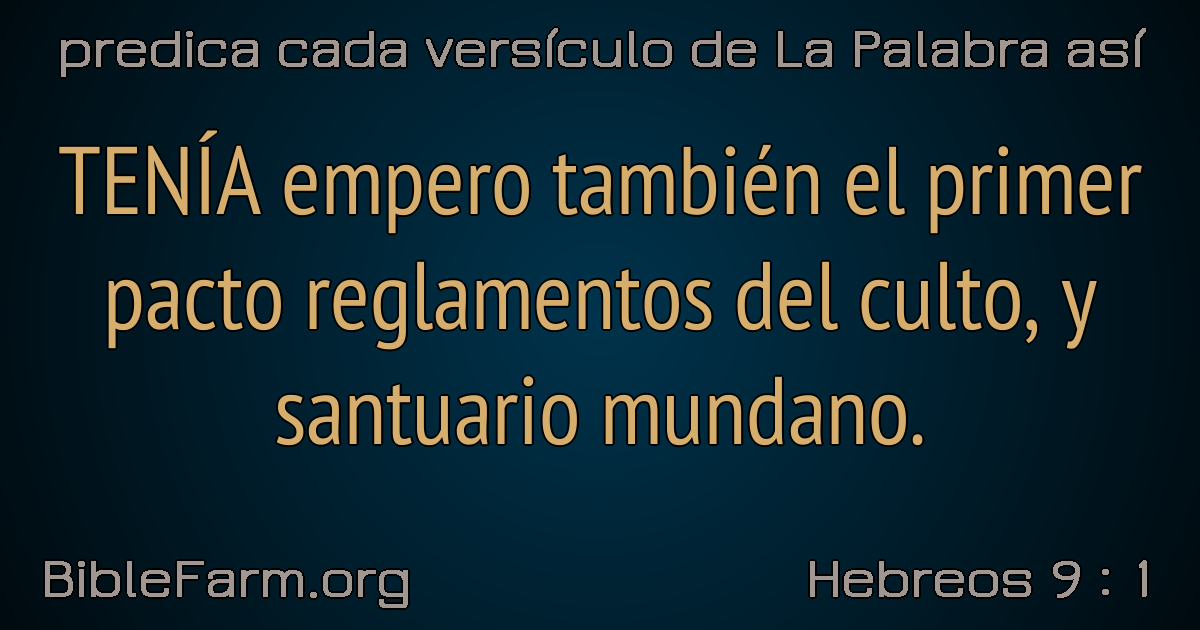 predica cada versículo de La Palabra así
TENÍA empero también el primer
pacto reglamentos del culto, y
santuario mundano.
BibleFarm.org
Hebreos 9 : 1